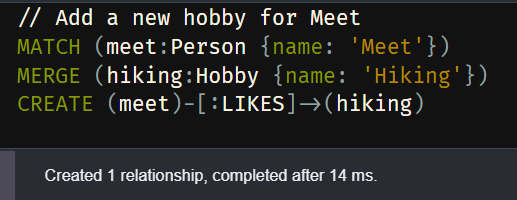 // Add a new hobby for Meet
MATCH (meet:Person {name: 'Meet'})
MERGE (hiking:Hobby {name: 'Hiking'})
CREATE (meet)-[:LIKES]->(hiking)
Created 1 relationship, completed after 14 ms.